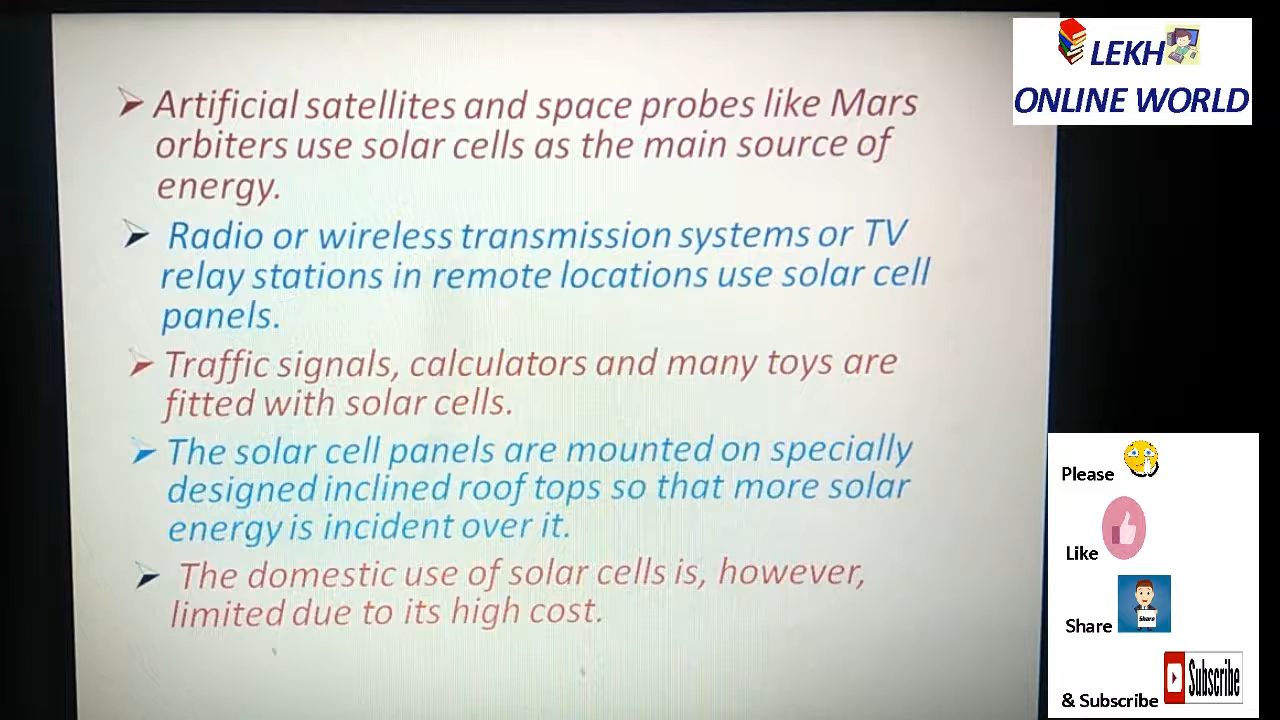 Artificial satellites and space probes like Mars
orbiters use solar cells as the main source of
energy.
Radio or wireless transmission systems or TV
relay stations in remote locations use solar cell
panels.
Traffic signals, calculators and many toys are
fitted with solar cells.
The solar cell panels are mounted on specially
designed inclined roof tops so that more solar
energy is incident over it.
The domestic use of solar cells is, however,
limited due to its high cost.
LEKH
ONLINE WORLD
Please
Like
Share
Share
& Subscribe
Subscribe